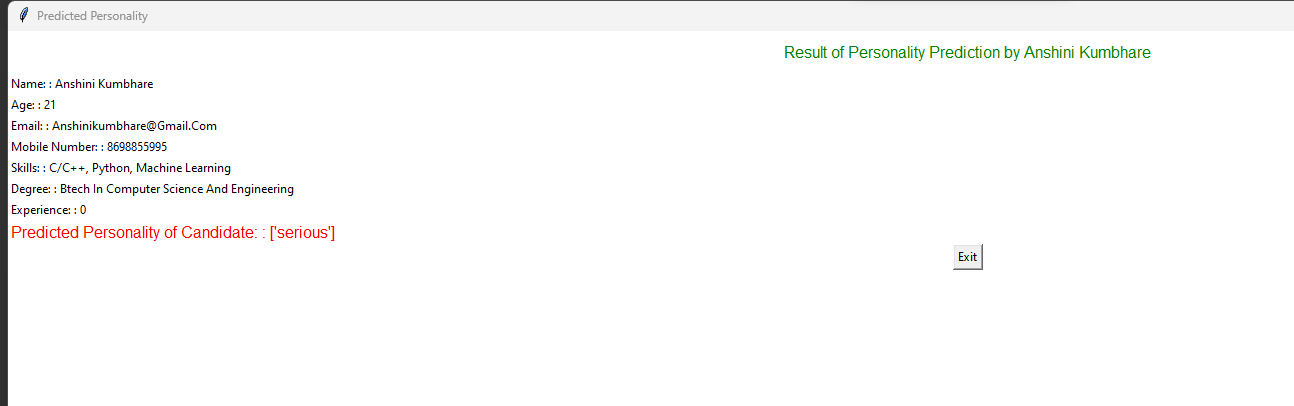 Predicted Personality
Result of Personality Prediction by Anshini Kumbhare
Name: : Anshini Kumbhare
Age: : 21
Email: : Anshinikumbhare@Gmail.Com
Mobile Number: : 8698855995
Skills: : C/C++, Python, Machine Learning
Degree: : Btech In Computer Science And Engineering
Experience: : 0
Predicted Personality of Candidate: : ['serious']
Exit